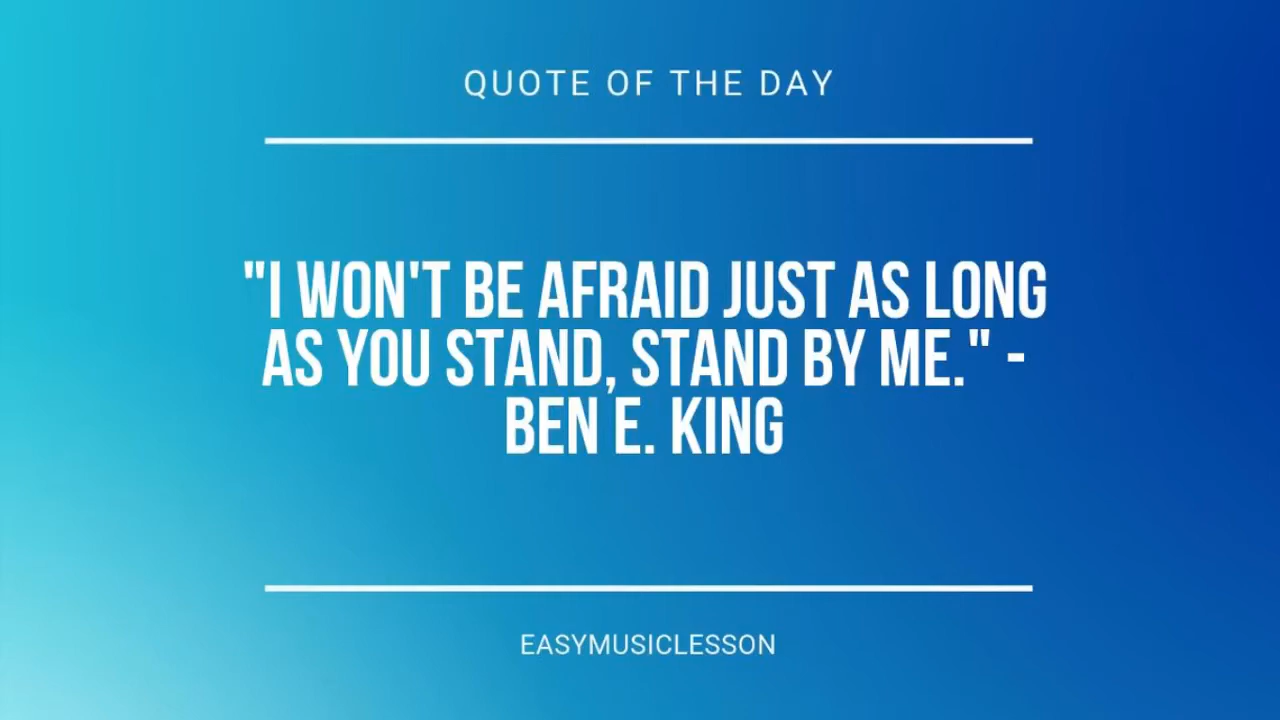 QUOTE OF THE DAY
"I WON'T BE AFRAID JUST AS LONG
AS YOU STAND, STAND BY ME." -
BEN E. KING
EASYMUSICLESSON